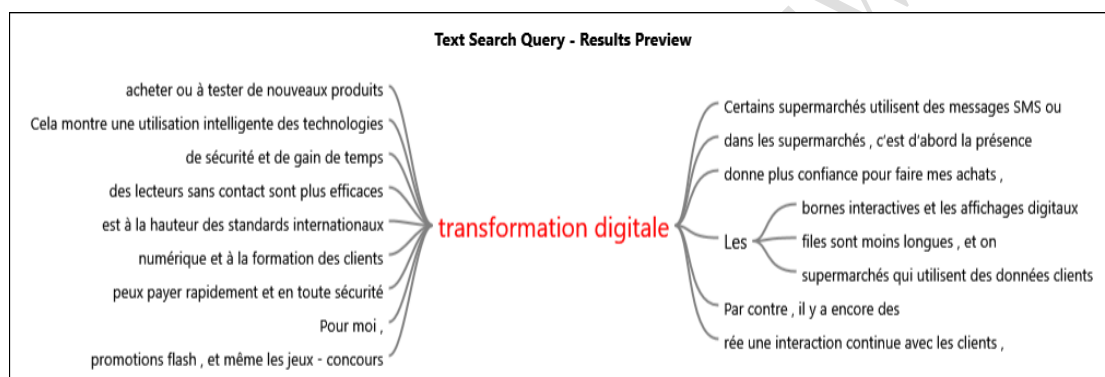 Text Search Query - Results Preview
acheter ou à tester de nouveaux produits
Cela montre une utilisation intelligente des technologies
de sécurité et de gain de temps
des lecteurs sans contact sont plus efficaces
est à la hauteur des standards internationaux
numérique et à la formation des clients
peux payer rapidement et en toute sécurité
Pour moi ,
promotions flash , et même les jeux - concours
transformation digitale
Certains supermarchés utilisent des messages SMS ou
dans les supermarchés , c'est d'abord la présence
donne plus confiance pour faire mes achats ,
Les
bornes interactives et les affichages digitaux
files sont moins longues , et on
supermarchés qui utilisent des données clients
Par contre , il y a encore des
rée une interaction continue avec les clients ,